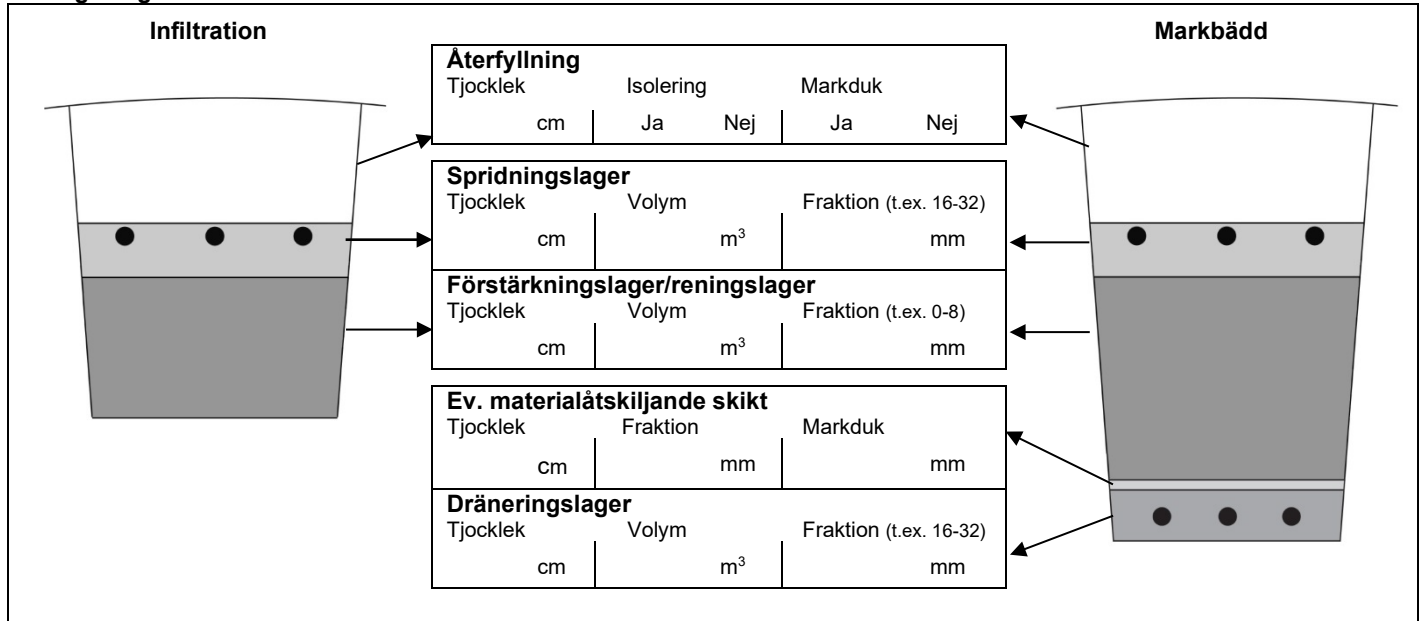 Infiltration
Markbädd
Återfyllning
Tjocklek Isolering Markduk
cm Ja Nej Ja Nej
Spridningslager
Tjocklek Volym Fraktion (t.ex. 16-32)
cm m³ mm
Förstärkningslager/reningslager
Tjocklek Volym Fraktion (t.ex. 0-8)
cm m³ mm
Ev. materialåtskiljande skikt
Tjocklek Fraktion Markduk
cm mm mm
Dräneringslager
Tjocklek Volym Fraktion (t.ex. 16-32)
cm m³ mm